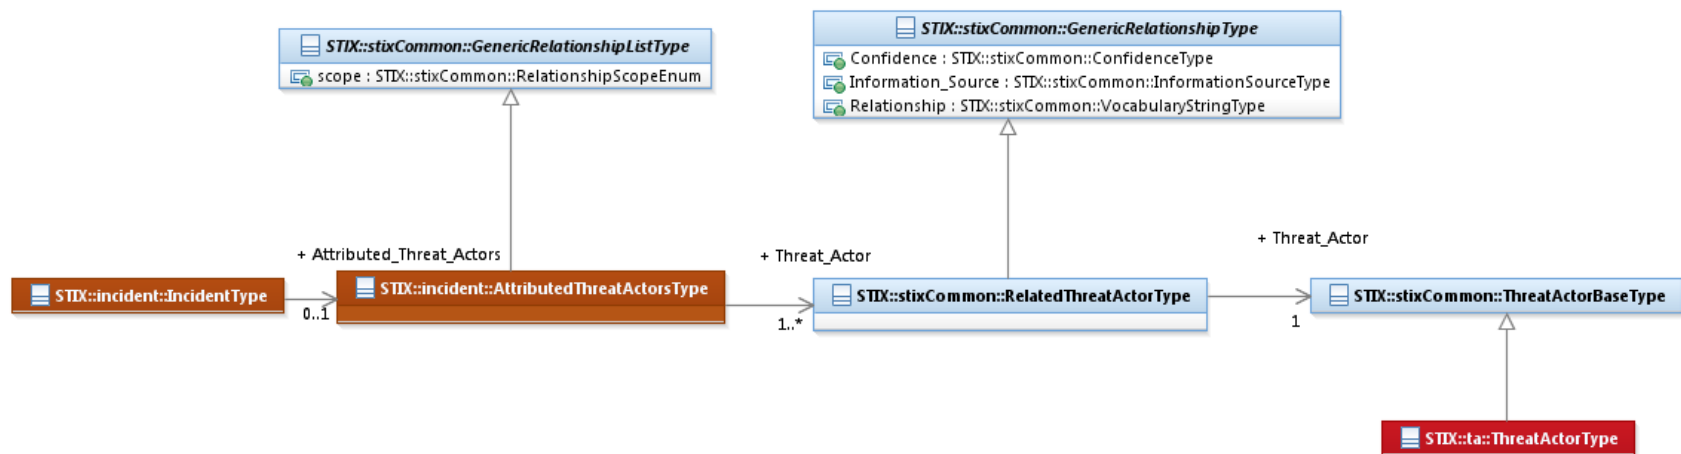 STIX::stixCommon::GenericRelationshipListType
scope : STIX::stixCommon::RelationshipScopeEnum
STIX::stixCommon::GenericRelationshipType
Confidence : STIX::stixCommon::ConfidenceType
Information_Source : STIX::stixCommon::InformationSourceType
Relationship : STIX::stixCommon::VocabularyStringType
+ Attributed_Threat_Actors
+ Threat_Actor
+ Threat_Actor
STIX::incident::IncidentType
0..1
STIX::incident::AttributedThreatActorsType
1..*
STIX::stixCommon::RelatedThreatActorType
1
STIX::stixCommon::ThreatActorBaseType
STIX::ta::ThreatActorType